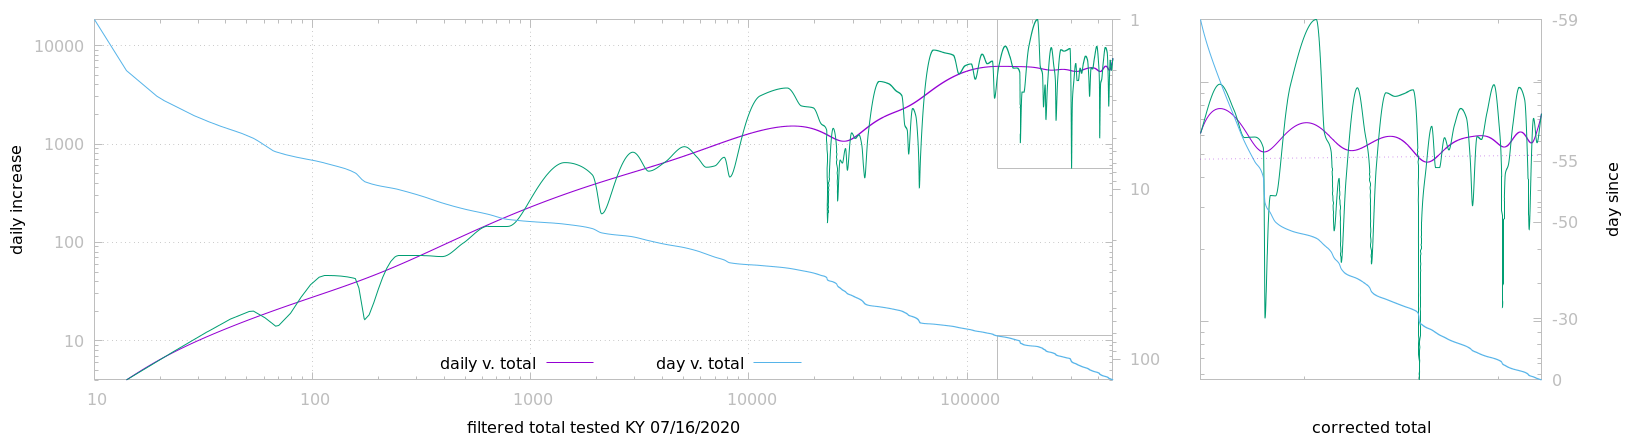 10000
1000
100
10
daily increase
10
100
1000
10000
100000
1
10
100
daily v. total
day v. total
filtered total tested KY 07/16/2020
-59
-55
-50
-30
0
day since
corrected total